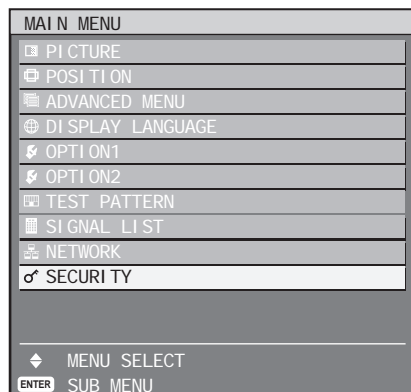 MAIN MENU
PICTURE
POSITION
ADVANCED MENU
DISPLAY LANGUAGE
OPTION1
OPTION2
TEST PATTERN
SIGNAL LIST
NETWORK
SECURITY
MENU SELECT
ENTER SUB MENU